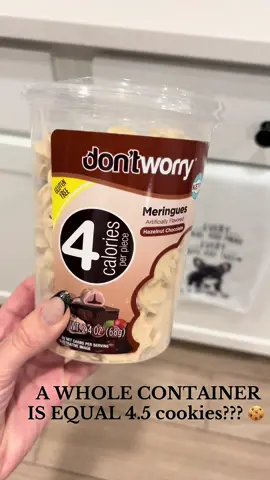 don'tworry
Meringues
Artificially Flavored
Hazelnut Chocolate
GLUTEN
FREE
4
calories
per piece
A WHOLE CONTAINER
IS EQUAL 4.5 cookies??? 🍪